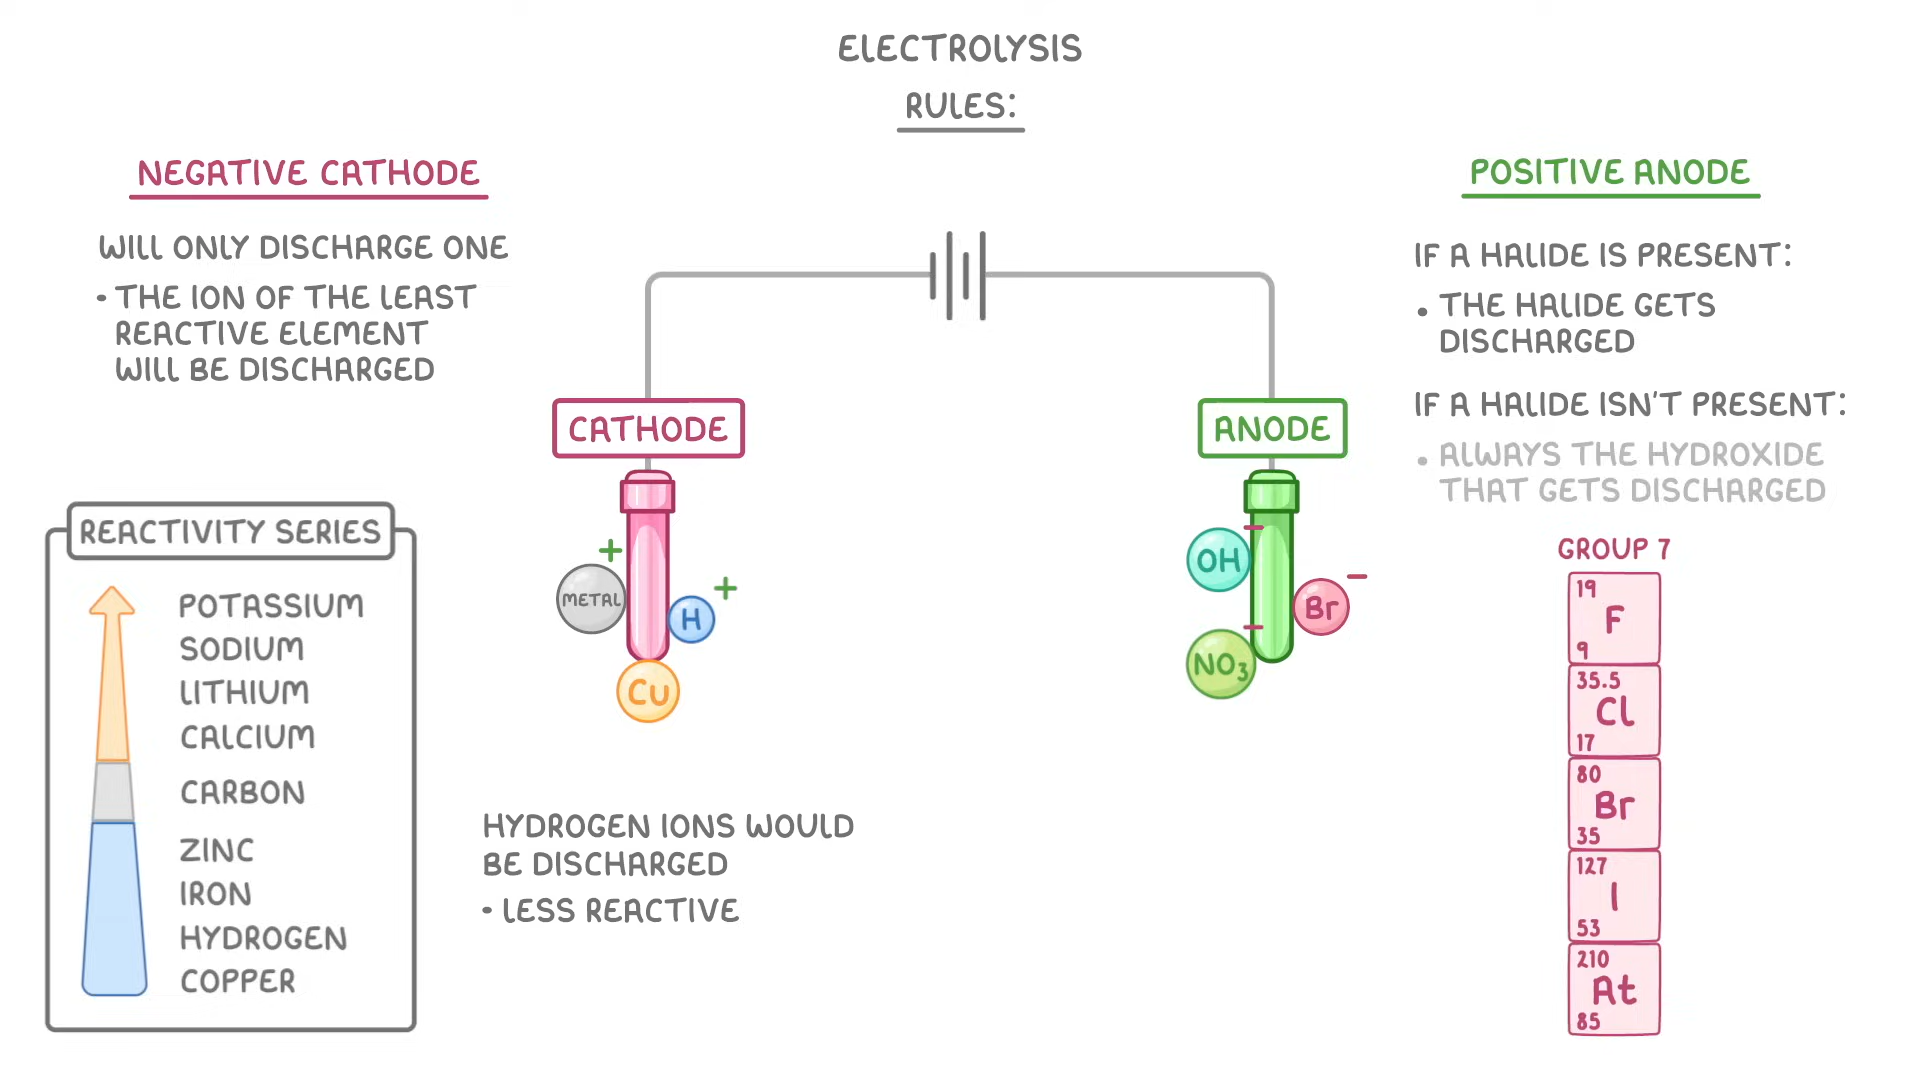 ELECTROLYSIS
RULES:
NEGATIVE CATHODE
WILL ONLY DISCHARGE ONE
- THE ION OF THE LEAST
REACTIVE ELEMENT
WILL BE DISCHARGED
REACTIVITY SERIES
POTASSIUM
SODIUM
LITHIUM
CALCIUM
CARBON
ZINC
IRON
HYDROGEN
COPPER
CATHODE
+
METAL
+
H
Cu
HYDROGEN IONS WOULD
BE DISCHARGED
- LESS REACTIVE
ANODE
-
OH
-
Br
-
NO₃
POSITIVE ANODE
IF A HALIDE IS PRESENT:
• THE HALIDE GETS
DISCHARGED
IF A HALIDE ISN'T PRESENT:
• ALWAYS THE HYDROXIDE
THAT GETS DISCHARGED
GROUP 7
19
F
9
35.5
Cl
17
80
Br
35
127
I
53
210
At
85